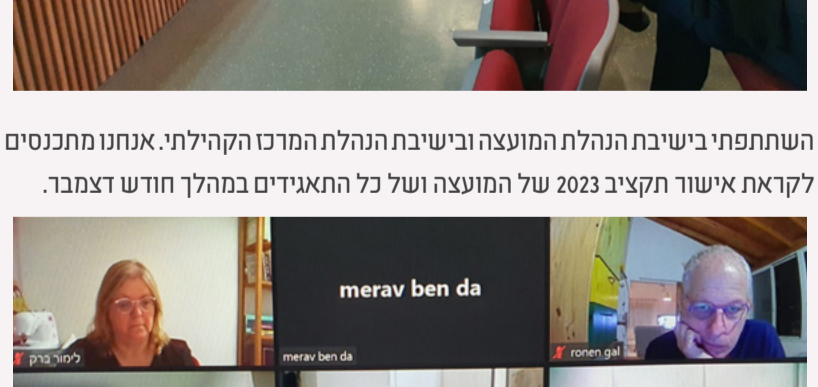 השתתפתי בישיבת הנהלת המועצה ובישיבת הנהלת המרכז הקהילתי. אנחנו מתכנסים
לקראת אישור תקציב 2023 של המועצה ושל כל התאגידים במהלך חודש דצמבר.
merav ben da
לימור ברק
merav ben da
ronen gal